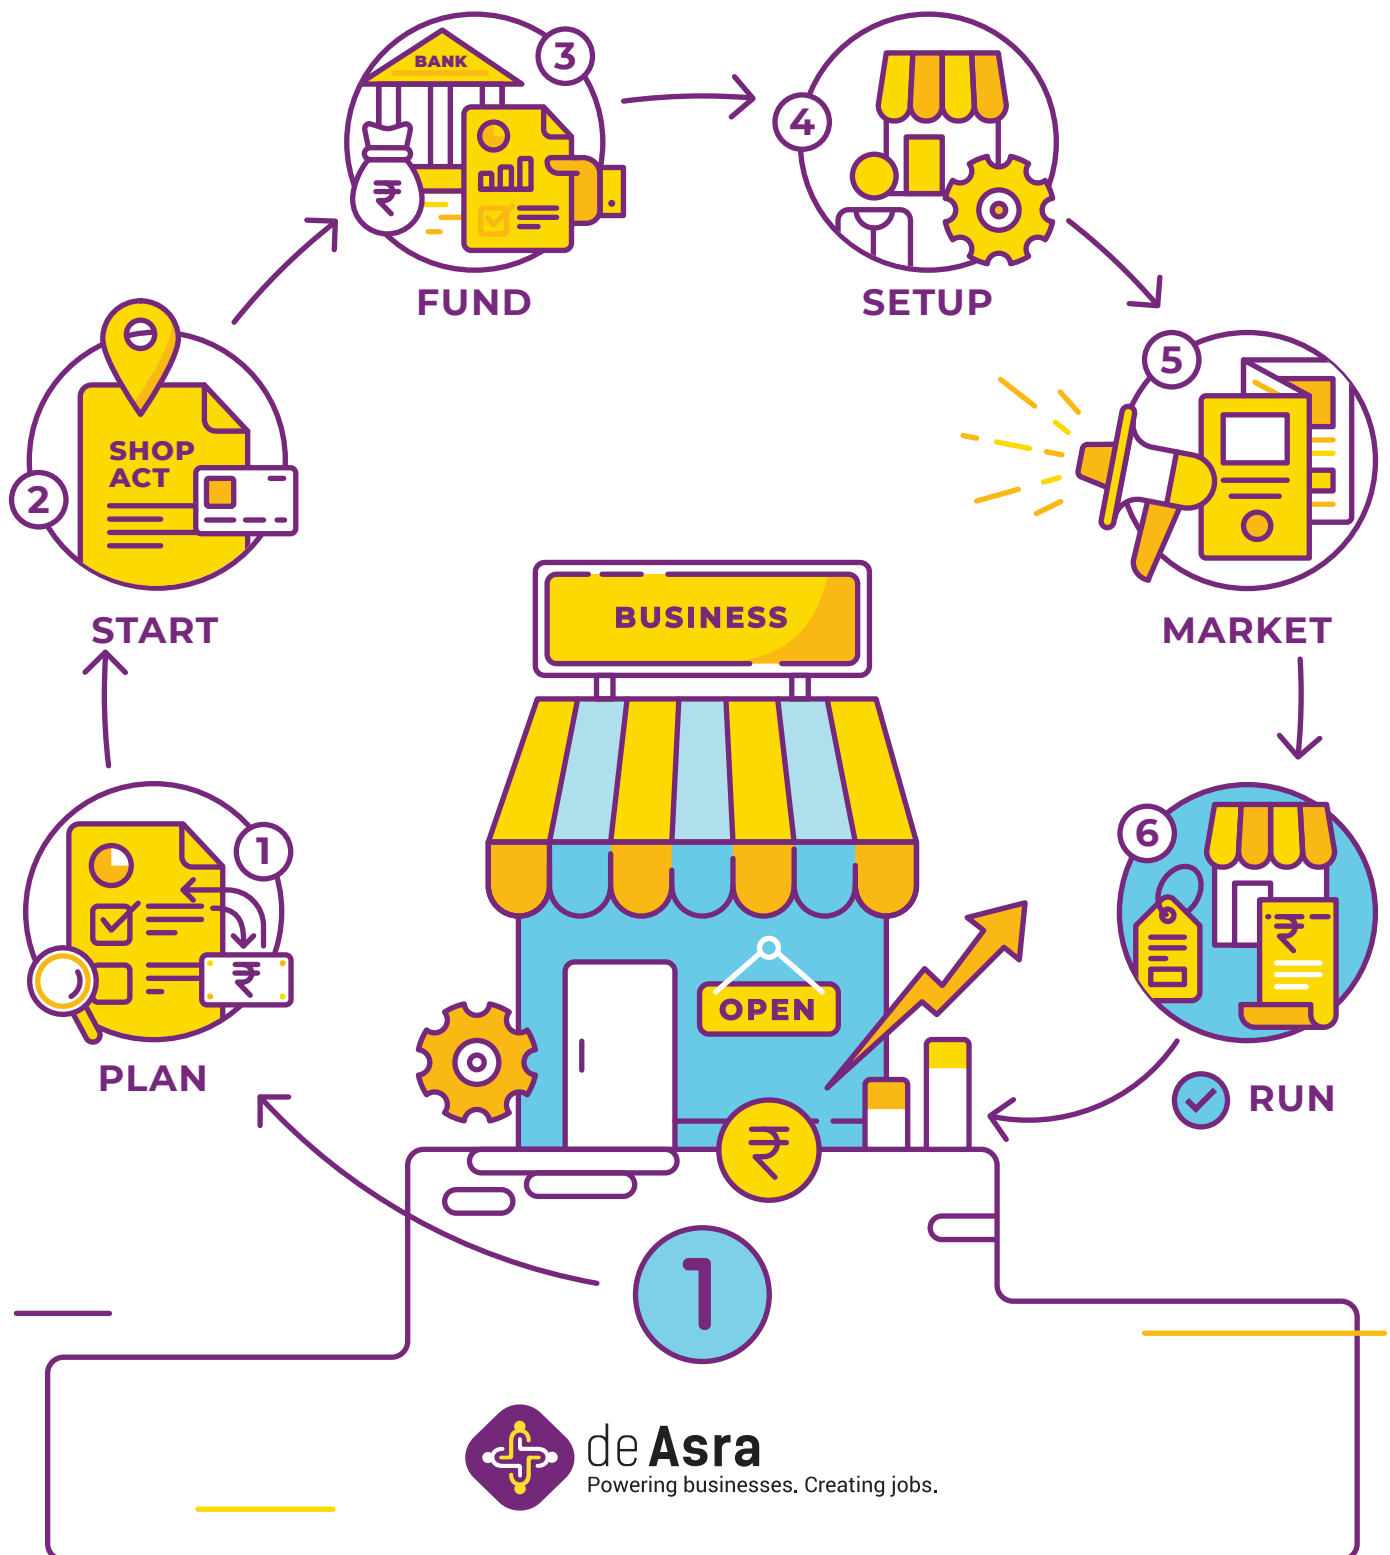 BANK
3
₹
FUND
4
SETUP
SHOP
ACT
2
START
5
MARKET
BUSINESS
1
₹
PLAN
6
₹
RUN
OPEN
₹
1
de Asra
Powering businesses. Creating jobs.